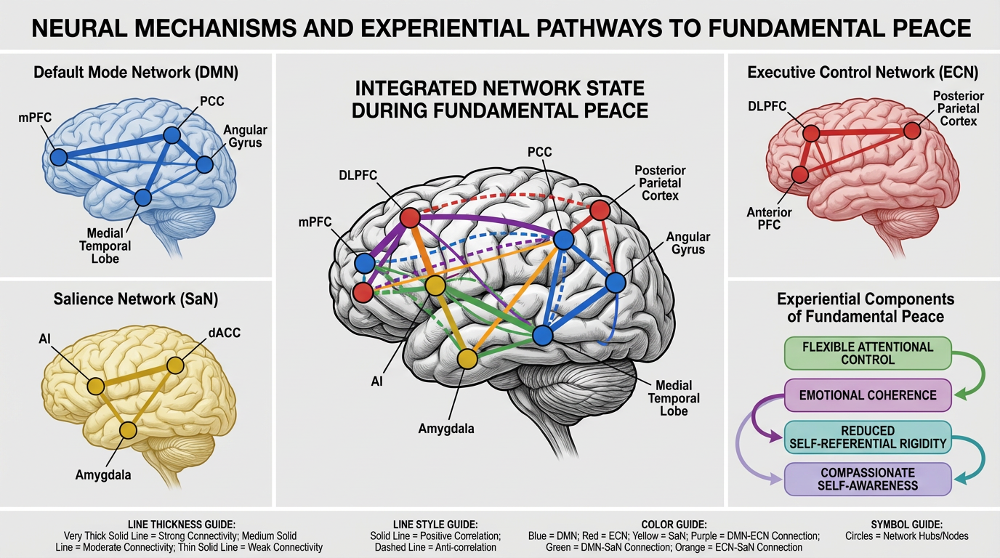 NEURAL MECHANISMS AND EXPERIENTIAL PATHWAYS TO FUNDAMENTAL PEACE
Default Mode Network (DMN)
mPFC
PCC
Angular
Gyrus
Medial
Temporal
Lobe
Salience Network (SaN)
AI
dACC
Amygdala
INTEGRATED NETWORK STATE
DURING FUNDAMENTAL PEACE
PCC
DLPFC
Posterior
Parietal
Cortex
mPFC
Angular
Gyrus
AI
Amygdala
Medial
Temporal
Lobe
Executive Control Network (ECN)
DLPFC
Posterior
Parietal
Cortex
Anterior
PFC
Experiential Components
of Fundamental Peace
FLEXIBLE ATTENTIONAL
CONTROL
EMOTIONAL COHERENCE
REDUCED
SELF-REFERENTIAL RIGIDITY
COMPASSIONATE
SELF-AWARENESS
LINE THICKNESS GUIDE:
Very Thick Solid Line = Strong Connectivity; Medium Solid
Line = Moderate Connectivity; Thin Solid Line = Weak Connectivity
LINE STYLE GUIDE:
Solid Line = Positive Correlation;
Dashed Line = Anti-correlation
COLOR GUIDE:
Blue = DMN; Red = ECN; Yellow = SaN; Purple = DMN-ECN Connection;
Green = DMN-SaN Connection; Orange = ECN-SaN Connection
SYMBOL GUIDE:
Circles = Network Hubs/Nodes